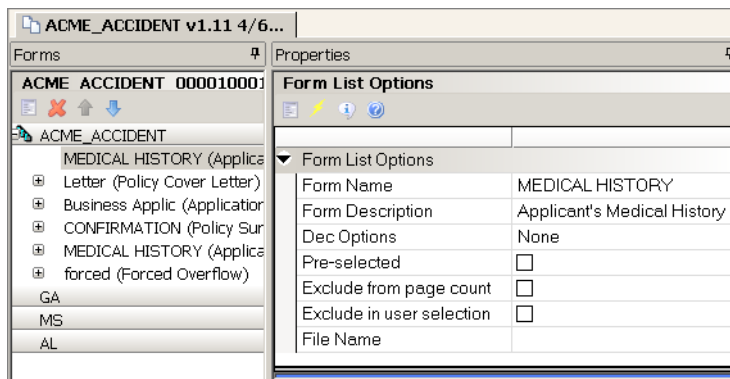 ACME_ACCIDENT v1.11 4/6...
Forms
ACME ACCIDENT 000010001
ACME_ACCIDENT
MEDICAL HISTORY (Applica
Letter (Policy Cover Letter)
Business Applic (Application
CONFIRMATION (Policy Sur
MEDICAL HISTORY (Applica
forced (Forced Overflow)
GA
MS
AL
Properties
Form List Options
Form List Options
Form Name MEDICAL HISTORY
Form Description Applicant's Medical History
Dec Options None
Pre-selected
Exclude from page count
Exclude in user selection
File Name